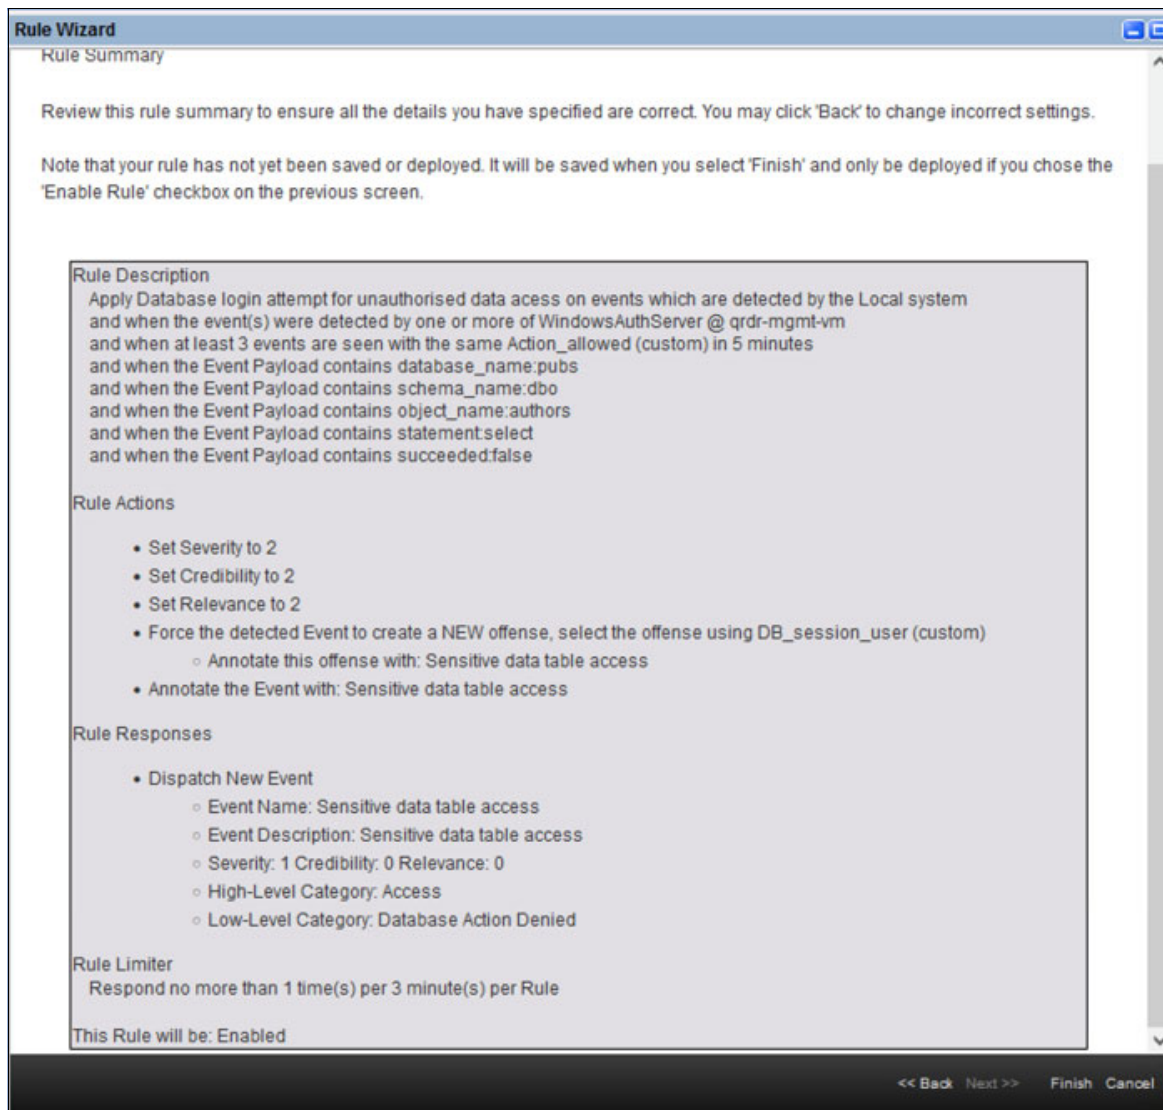 Rule Wizard
Rule Summary
Review this rule summary to ensure all the details you have specified are correct. You may click 'Back' to change incorrect settings.
Note that your rule has not yet been saved or deployed. It will be saved when you select 'Finish' and only be deployed if you chose the
'Enable Rule' checkbox on the previous screen.
Rule Description
Apply Database login attempt for unauthorised data acess on events which are detected by the Local system
and when the event(s) were detected by one or more of WindowsAuthServer @ qrdr-mgmt-vm
and when at least 3 events are seen with the same Action_allowed (custom) in 5 minutes
and when the Event Payload contains database_name:pubs
and when the Event Payload contains schema_name:dbo
and when the Event Payload contains object_name:authors
and when the Event Payload contains statement:select
and when the Event Payload contains succeeded:false
Rule Actions
• Set Severity to 2
• Set Credibility to 2
• Set Relevance to 2
• Force the detected Event to create a NEW offense, select the offense using DB_session_user (custom)
○ Annotate this offense with: Sensitive data table access
• Annotate the Event with: Sensitive data table access
Rule Responses
• Dispatch New Event
○ Event Name: Sensitive data table access
○ Event Description: Sensitive data table access
○ Severity: 1 Credibility: 0 Relevance: 0
○ High-Level Category: Access
○ Low-Level Category: Database Action Denied
Rule Limiter
Respond no more than 1 time(s) per 3 minute(s) per Rule
This Rule will be: Enabled
<< Back Next >> Finish Cancel